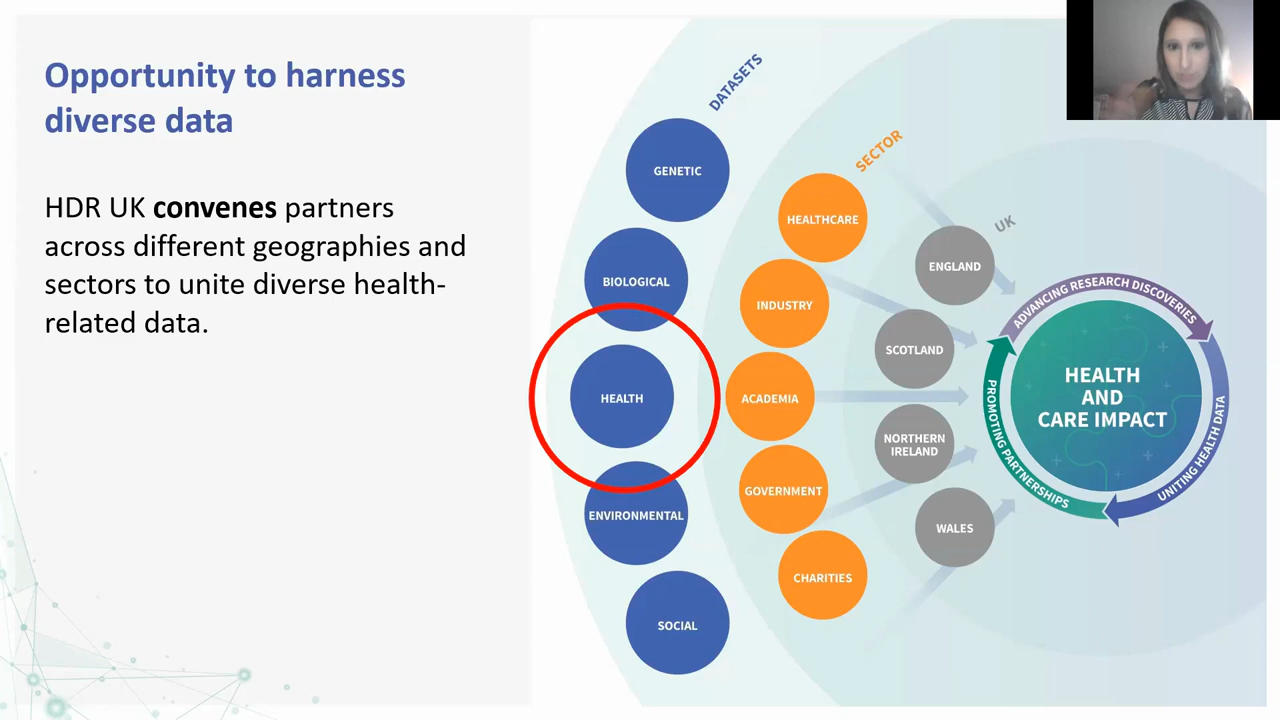 Opportunity to harness
diverse data
HDR UK convenes partners
across different geographies and
sectors to unite diverse health-
related data.
DATASETS
GENETIC
BIOLOGICAL
HEALTH
ENVIRONMENTAL
SOCIAL
SECTOR
HEALTHCARE
INDUSTRY
ACADEMIA
GOVERNMENT
CHARITIES
UK
ENGLAND
SCOTLAND
NORTHERN
IRELAND
WALES
ADVANCING RESEARCH DISCOVERIES
UNITING HEALTH DATA
PROMOTING PARTNERSHIPS
HEALTH
AND
CARE IMPACT